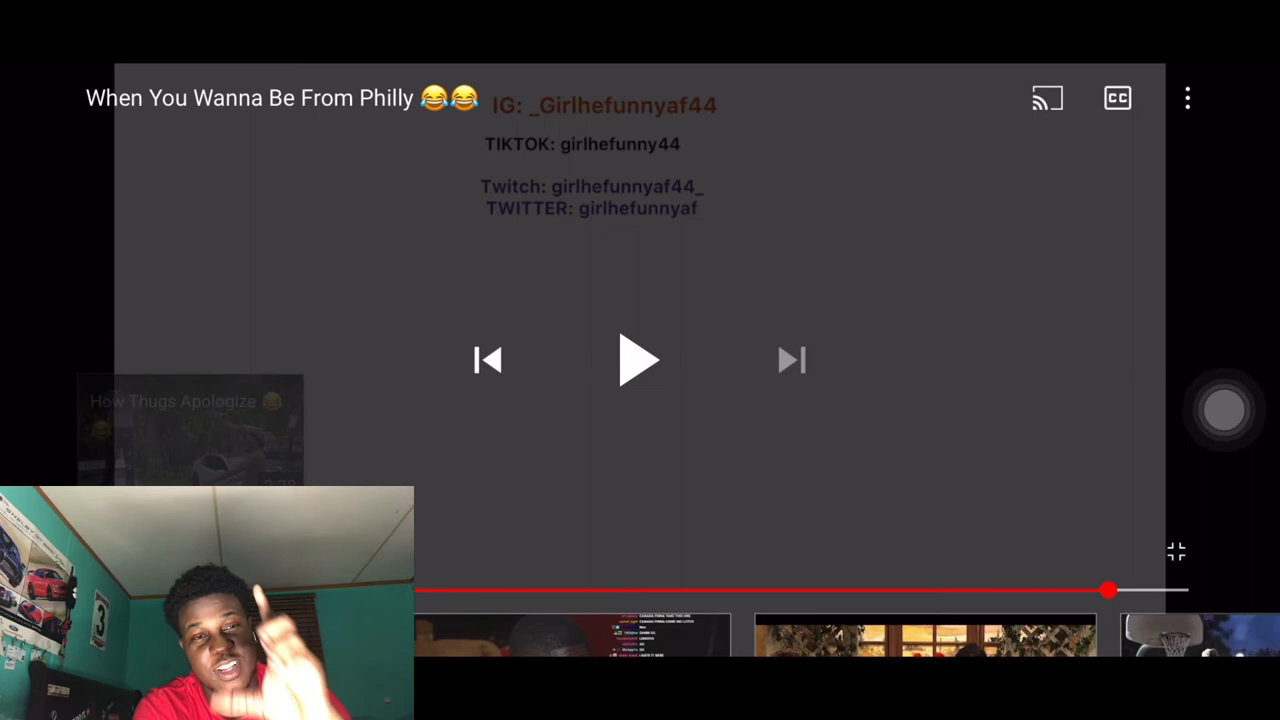 When You Wanna Be From Philly 😂😂
IG: _Girlhefunnyaf44
TIKTOK: girlhefunny44
Twitch: girlhefunnyaf44_
TWITTER: girlhefunnyaf
CC
How Thugs Apologize 😂
😂
SHELBY
3